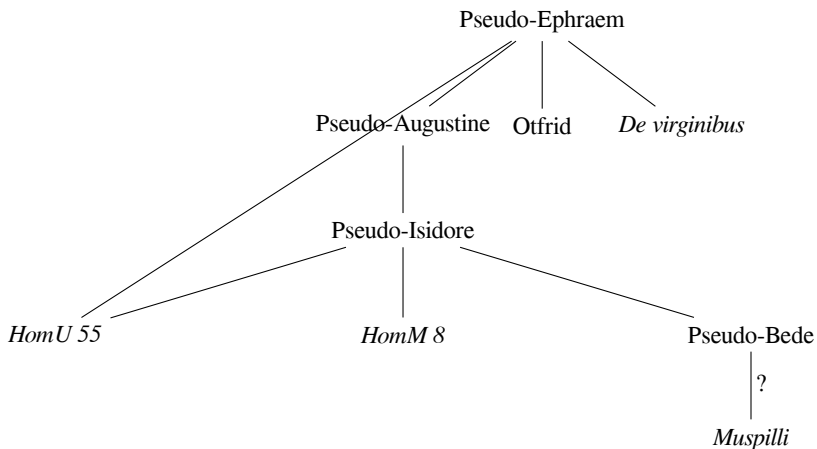 Pseudo-Ephraem
Pseudo-Augustine Otfrid De virginibus
Pseudo-Isidore
HomU 55 HomM 8 Pseudo-Bede
?
Muspilli